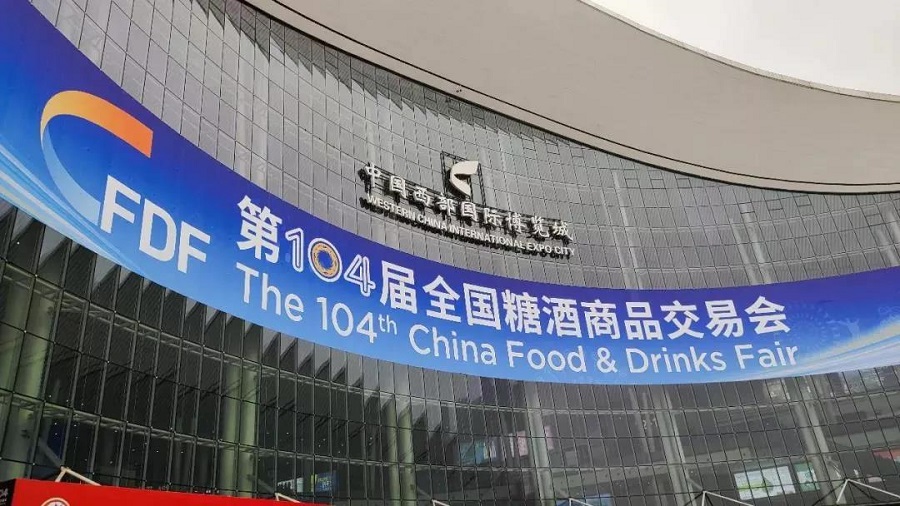 中国西部国际博览城
WESTERN CHINA INTERNATIONAL EXPO CITY
CFDF
第104届全国糖酒商品交易会
The 104th China Food & Drinks Fair